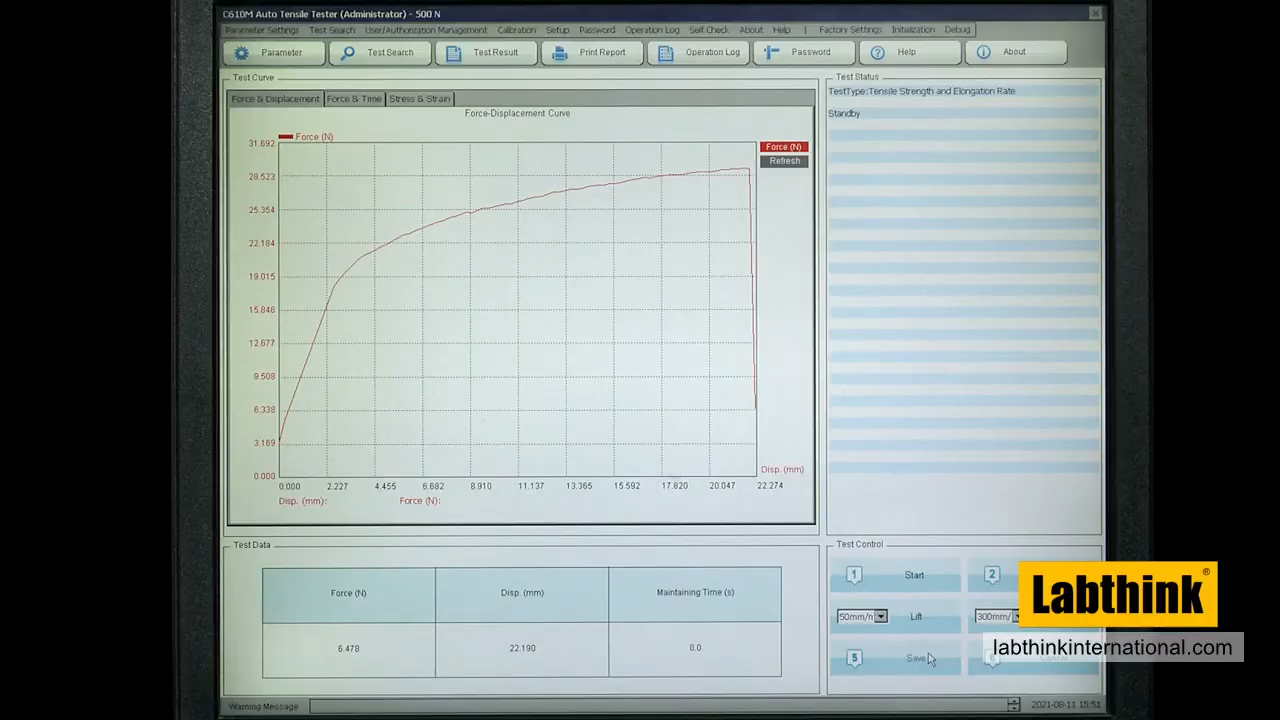 C610M Auto Tensile Tester (Administrator) - 500 N
Parameter Settings Test Search User/Authorization Management Calibration Setup Password Operation Log Self Check About Help | Factory Settings Initialization Debug
Parameter Test Search Test Result Print Report Operation Log Password Help About
Test Curve
Force & Displacement Force & Time Stress & Strain
Force-Displacement Curve
Force (N)
31.692
28.523
25.354
22.184
19.015
15.846
12.677
9.508
6.338
3.169
0.000
Force (N)
Refresh
Disp. (mm)
0.000 2.227 4.455 6.682 8.910 11.137 13.365 15.592 17.820 20.047 22.274
Disp. (mm): Force (N):
Test Status
TestType:Tensile Strength and Elongation Rate
Standby
Test Data
Force (N) Disp. (mm) Maintaining Time (s)
6.478 22.190 0.0
Test Control
1 Start 2
50mm/n Lift 300mm/
5 Save
Labthink®
labthinkinternational.com
Warning Message
2021-08-11 15:51